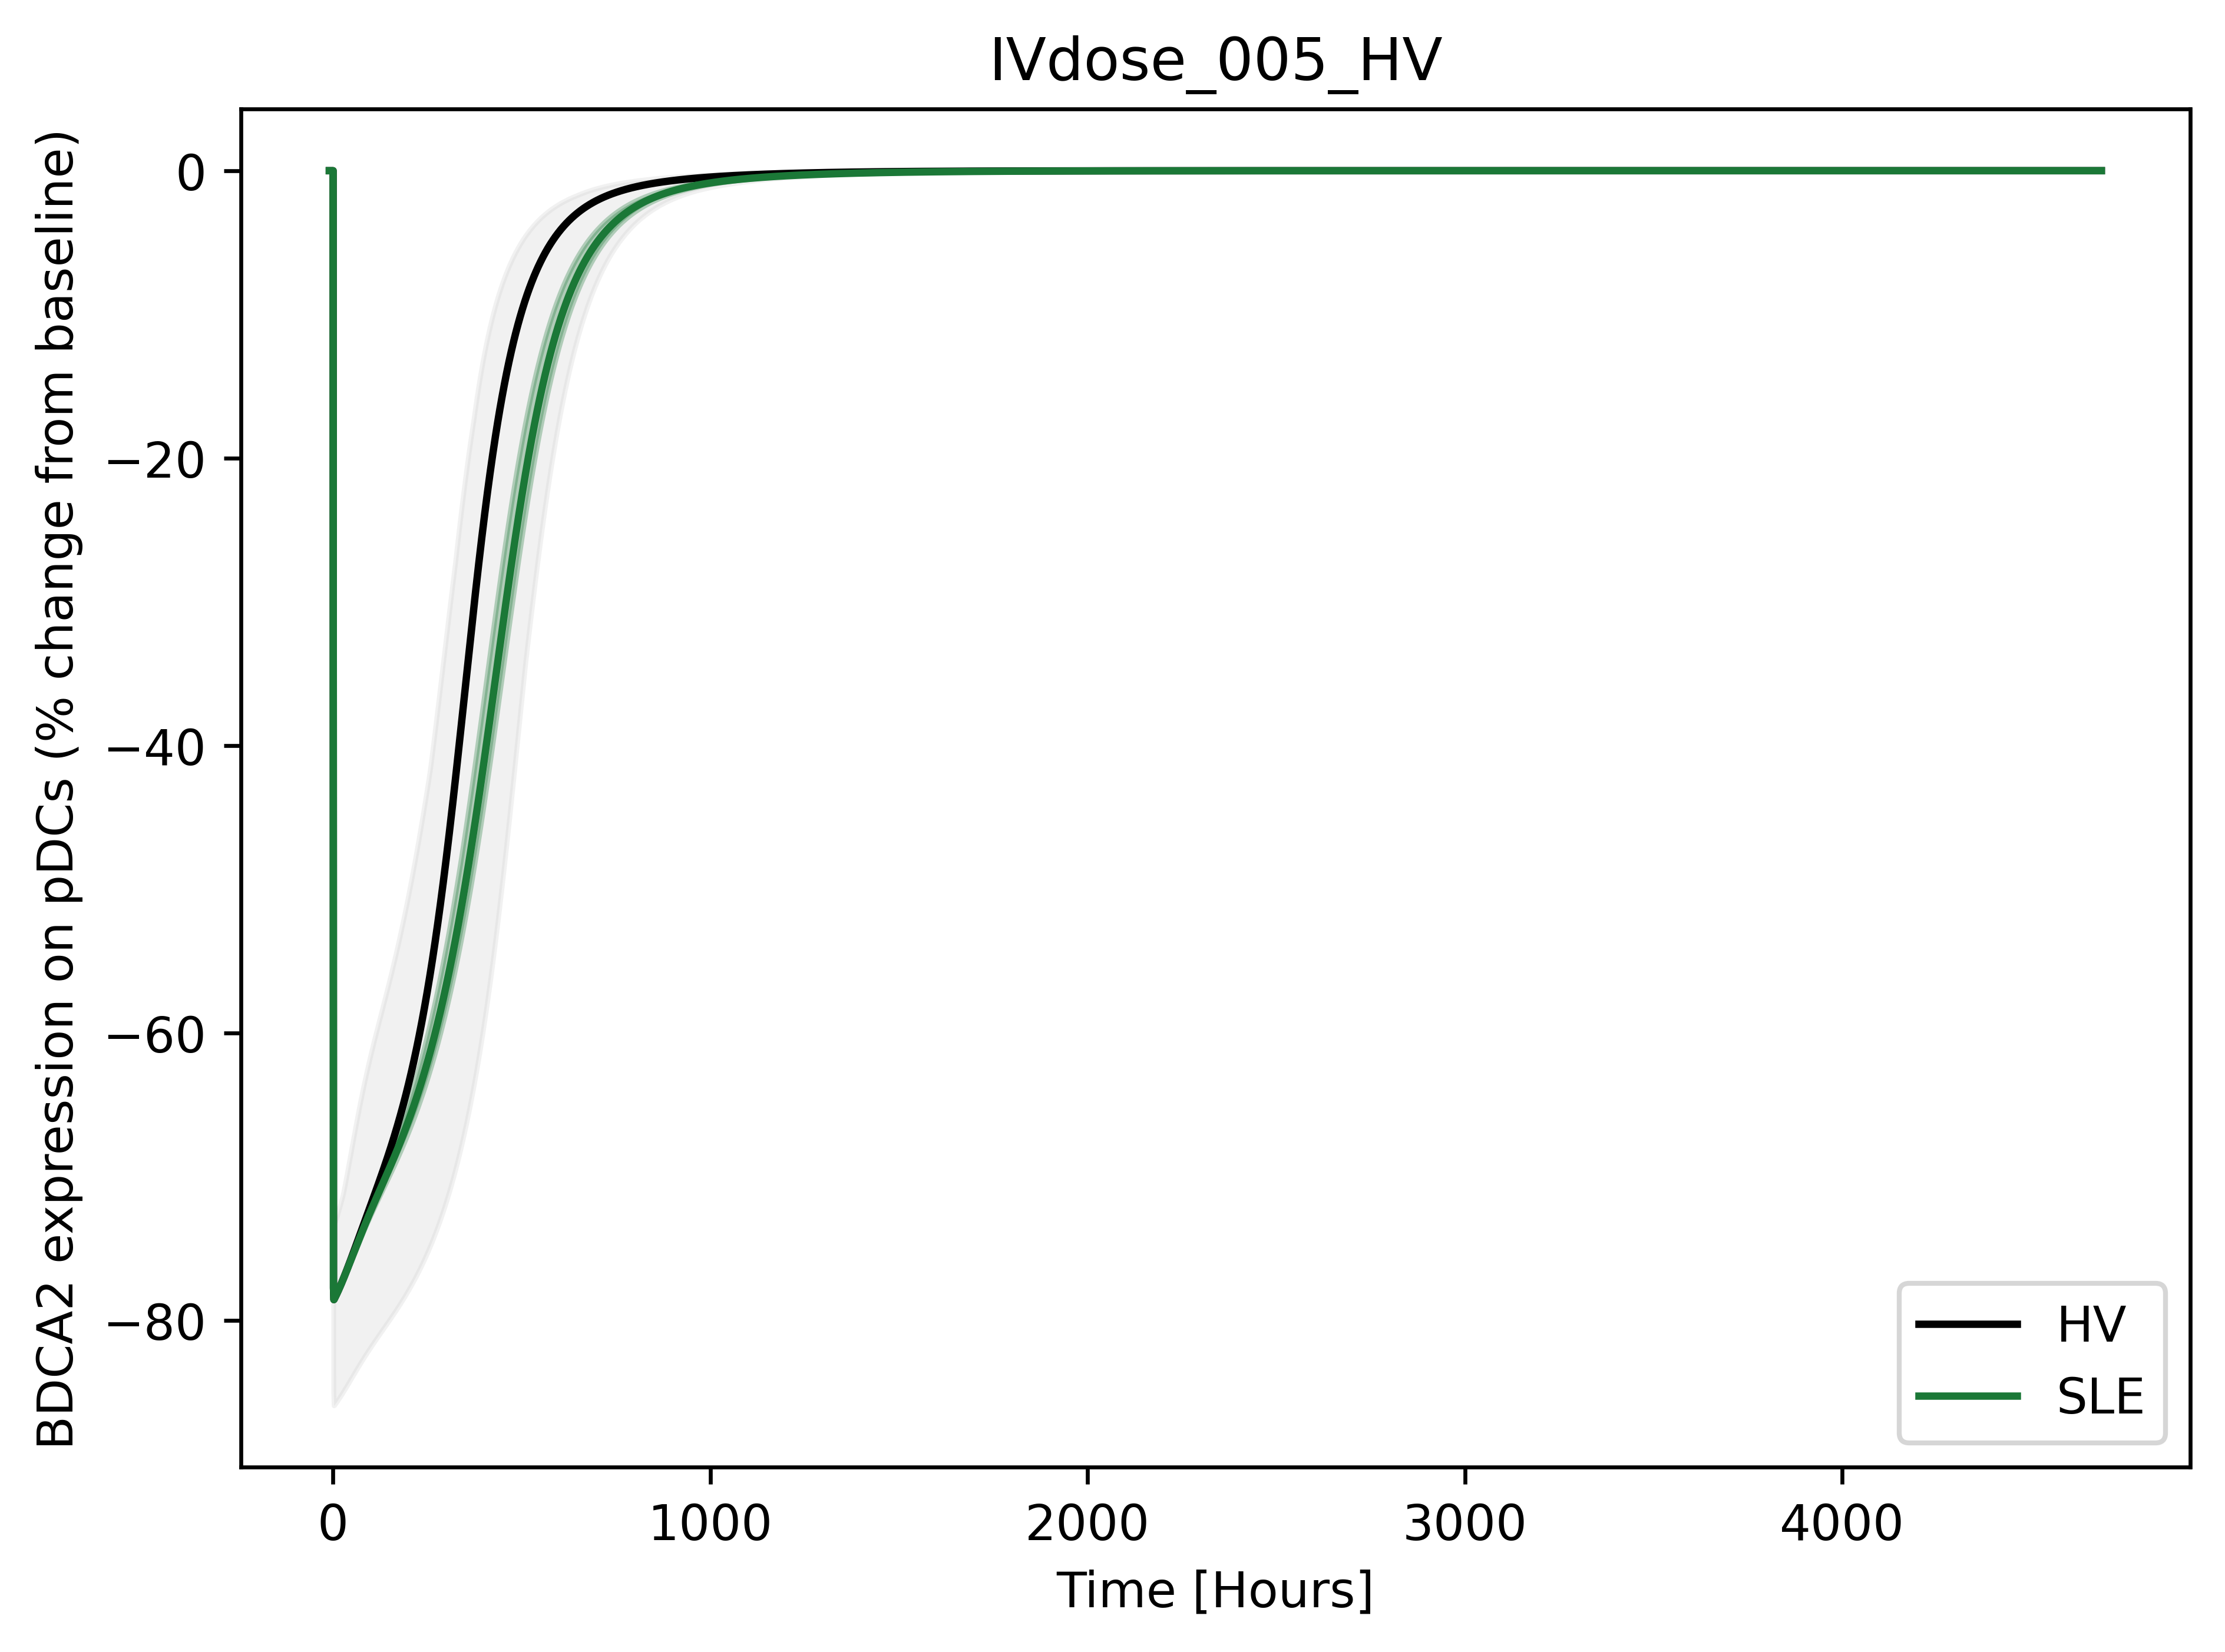 IVdose_005_HV
BDCA2 expression on pDCs (% change from baseline)
0
−20
−40
−60
−80
HV
SLE
0 1000 2000 3000 4000
Time [Hours]